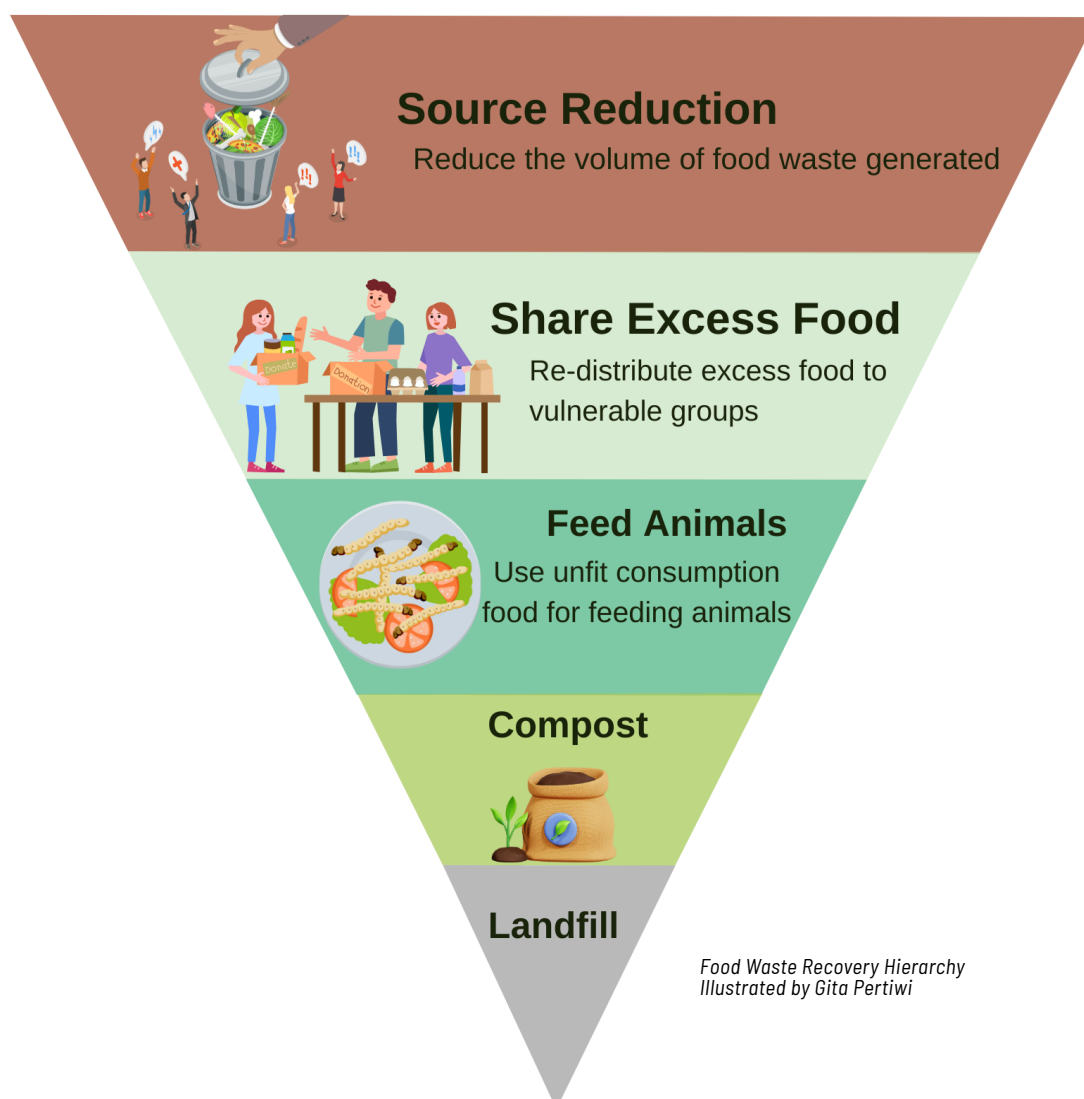 Source Reduction
Reduce the volume of food waste generated
Share Excess Food
Re-distribute excess food to
vulnerable groups
Donate
Donation
Feed Animals
Use unfit consumption
food for feeding animals
Compost
Landfill
Food Waste Recovery Hierarchy
Illustrated by Gita Pertiwi